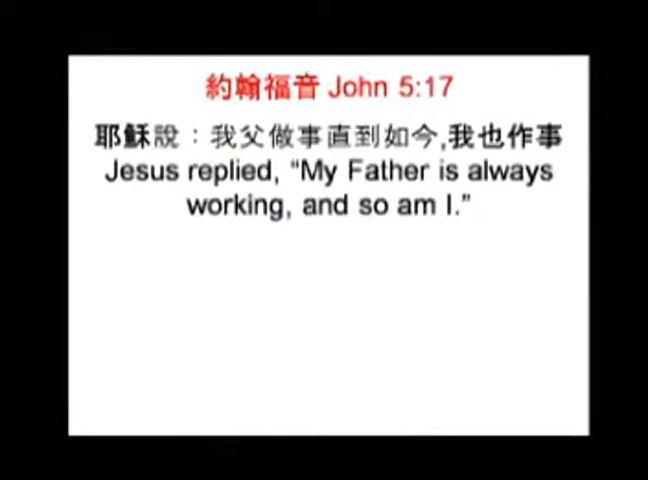 約翰福音 John 5:17
耶穌說：我父做事直到如今,我也作事
Jesus replied, “My Father is always
working, and so am I.”